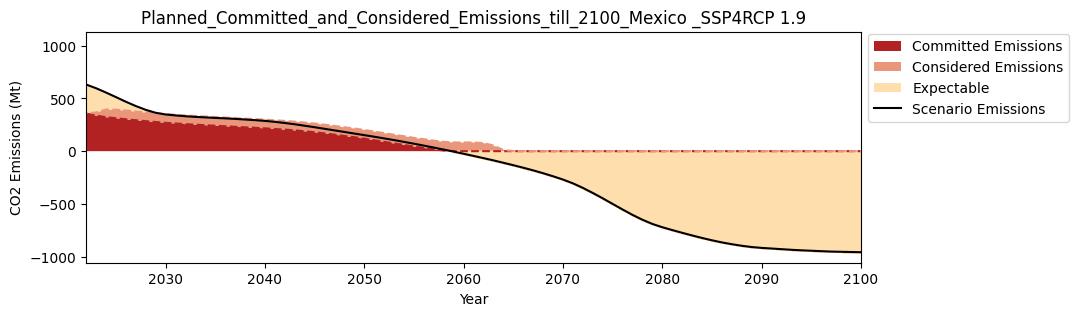 Planned_Committed_and_Considered_Emissions_till_2100_Mexico _SSP4RCP 1.9
Committed Emissions
Considered Emissions
Expectable
Scenario Emissions
CO2 Emissions (Mt)
1000
500
0
−500
−1000
2030 2040 2050 2060 2070 2080 2090 2100
Year